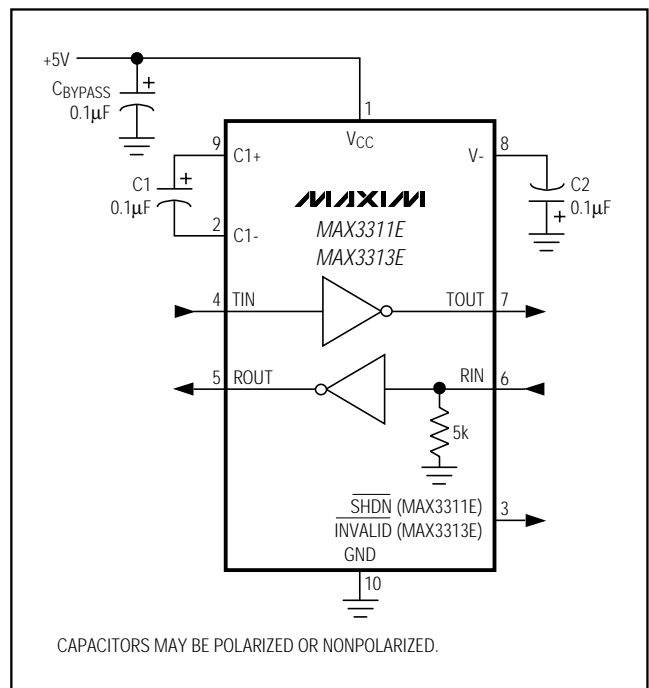 +5V
CBYPASS
0.1μF
+
1
VCC
9
C1+
V-
8
C1
0.1μF
+
C2
0.1μF
+
2
C1-
MAXIM
MAX3311E
MAX3313E
4
TIN
TOUT
7
5
ROUT
RIN
6
5k
SHDN (MAX3311E)
INVALID (MAX3313E)
3
GND
10
CAPACITORS MAY BE POLARIZED OR NONPOLARIZED.